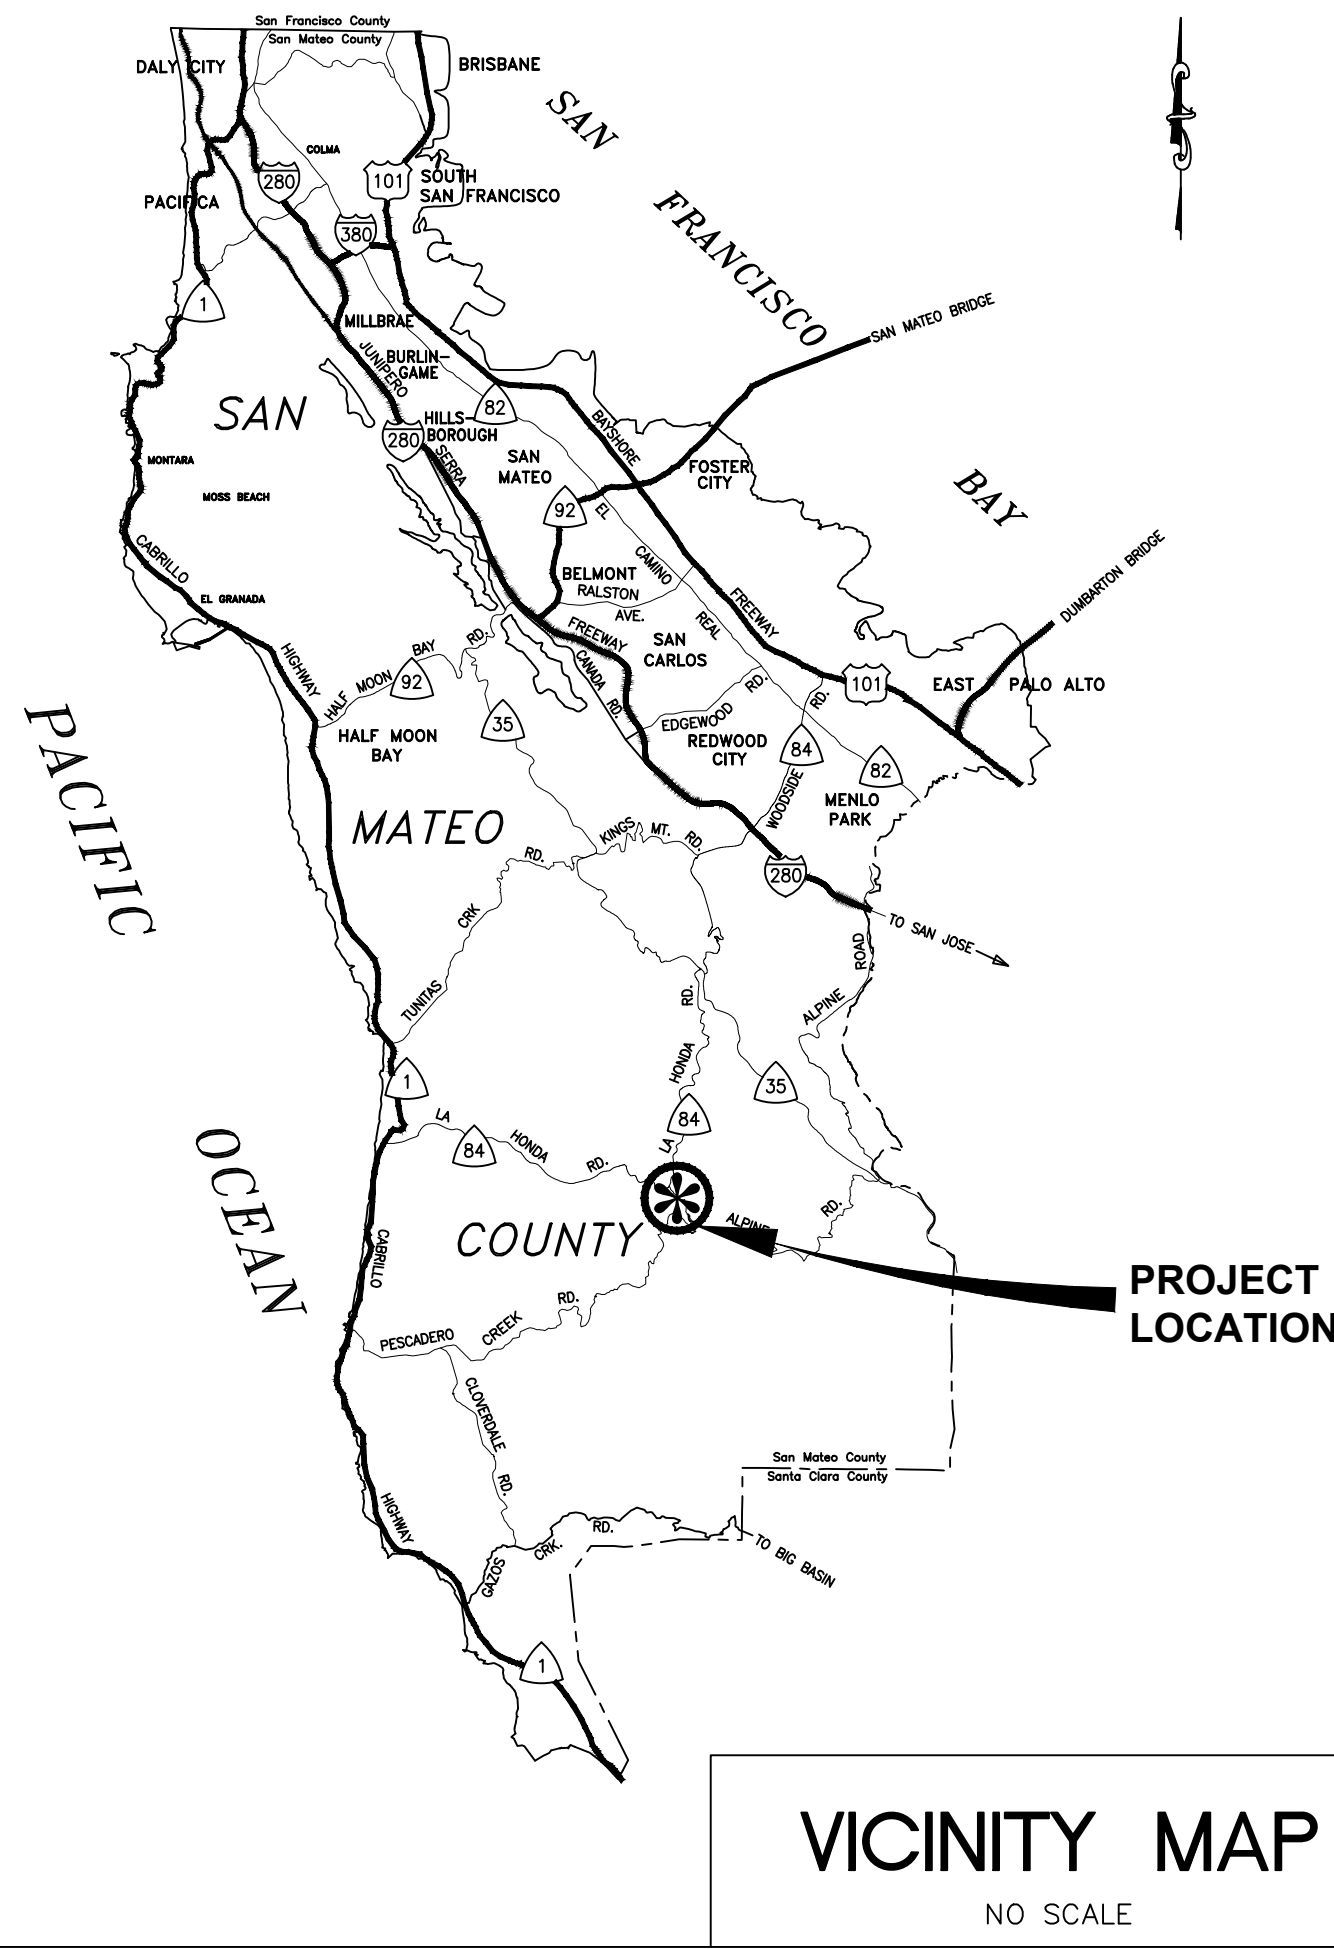 San Francisco County
San Mateo County
DALY CITY
BRISBANE
SAN
FRANCISCO
BAY
COLMA
280
101
SOUTH
SAN FRANCISCO
PACIFICA
380
1
MILLBRAE
SAN MATEO BRIDGE
JUNIPERO
BURLIN-
GAME
SAN
82
HILLS-
BOROUGH
280
SERRA
BAYSHORE
MONTARA
SAN
MATEO
FOSTER
CITY
MOSS BEACH
92
EL
CABRILLO
CAMINO
DUMBARTON BRIDGE
BELMONT
RALSTON
AVE.
EL GRANADA
REAL
FREEWAY
FREEWAY
SAN
CARLOS
HIGHWAY
HALF MOON BAY RD.
92
CANADA RD.
101
EAST PALO ALTO
EDGEWOOD RD.
RD.
35
HALF MOON
BAY
REDWOOD
CITY
84
82
PACIFIC
MATEO
WOODSIDE
MENLO
PARK
KINGS MT. RD.
280
TO SAN JOSE
TUNITAS CRK RD.
ALPINE ROAD
RD.
HONDA
LA
84
35
1
LA HONDA RD.
84
OCEAN
COUNTY
ALPINE RD.
PROJECT
LOCATION
CABRILLO
PESCADERO CREEK RD.
CLOVERDALE RD.
San Mateo County
Santa Clara County
HIGHWAY
GAZOS CRK. RD.
TO BIG BASIN
1
VICINITY MAP
NO SCALE